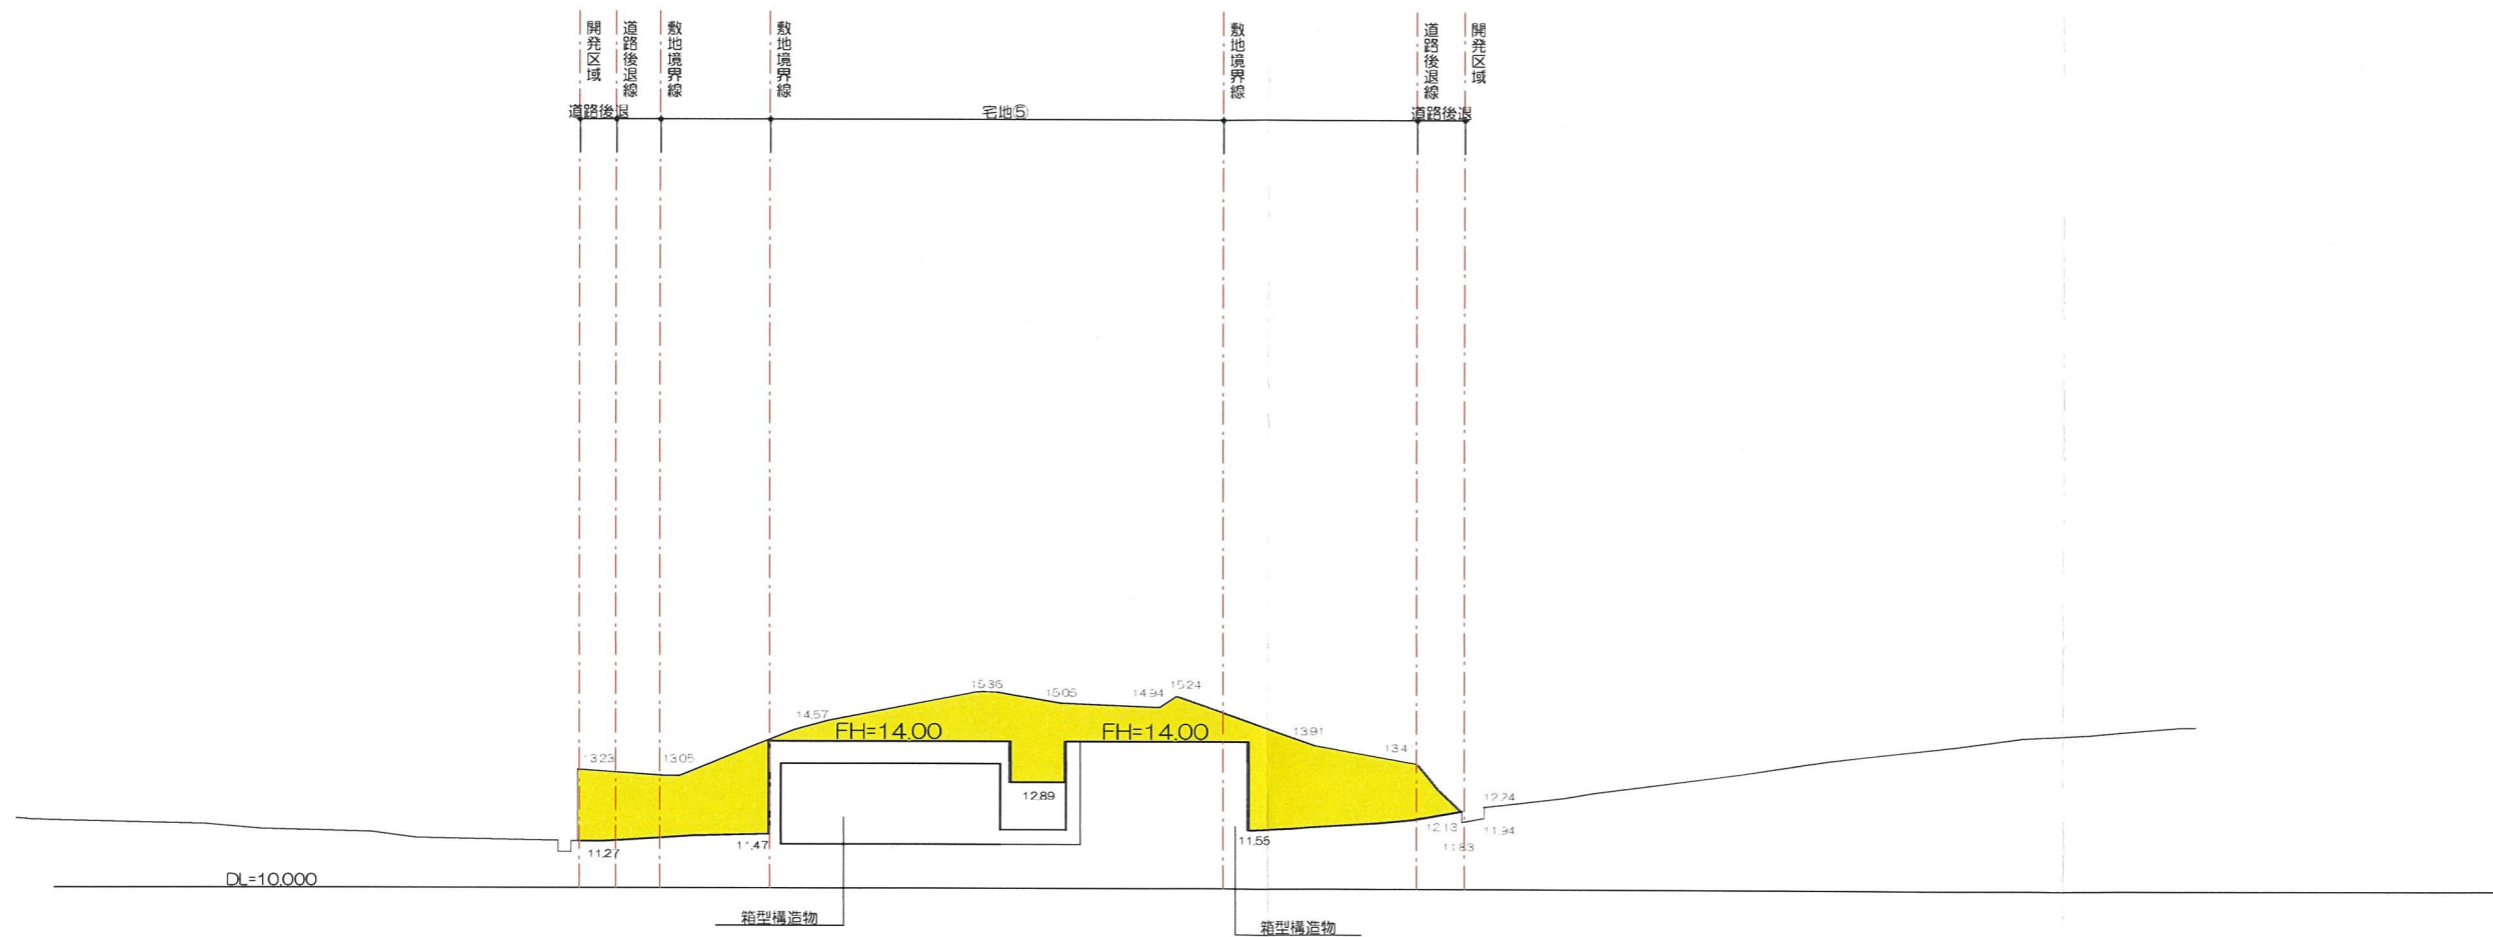 開発区域
道路後退線
敷地境界線
敷地境界線
敷地境界線
道路後退線
開発区域
道路後退
宅地⑤
道路後退
15.36
15.05
14.94
15.24
14.57
FH=14.00
FH=14.00
13.91
13.23
13.05
13.4
12.89
12.24
11.27
11.47
11.55
12.13
11.94
11.83
DL=10.000
箱型構造物
箱型構造物